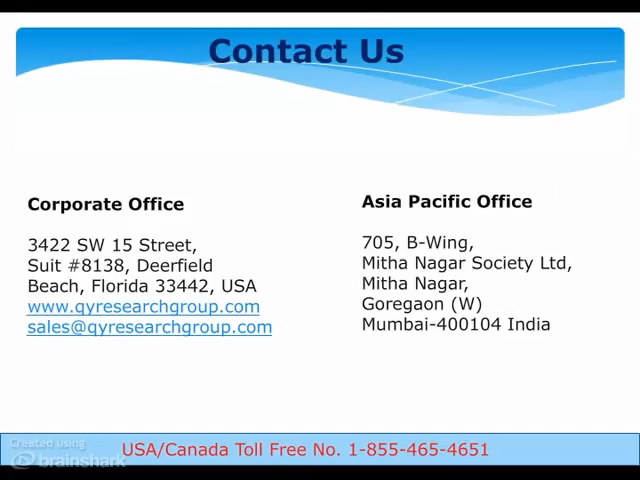 Contact Us
Corporate Office
3422 SW 15 Street,
Suit #8138, Deerfield
Beach, Florida 33442, USA
www.qyresearchgroup.com
sales@qyresearchgroup.com
Asia Pacific Office
705, B-Wing,
Mitha Nagar Society Ltd,
Mitha Nagar,
Goregaon (W)
Mumbai-400104 India
Created using
brainshark
USA/Canada Toll Free No. 1-855-465-4651